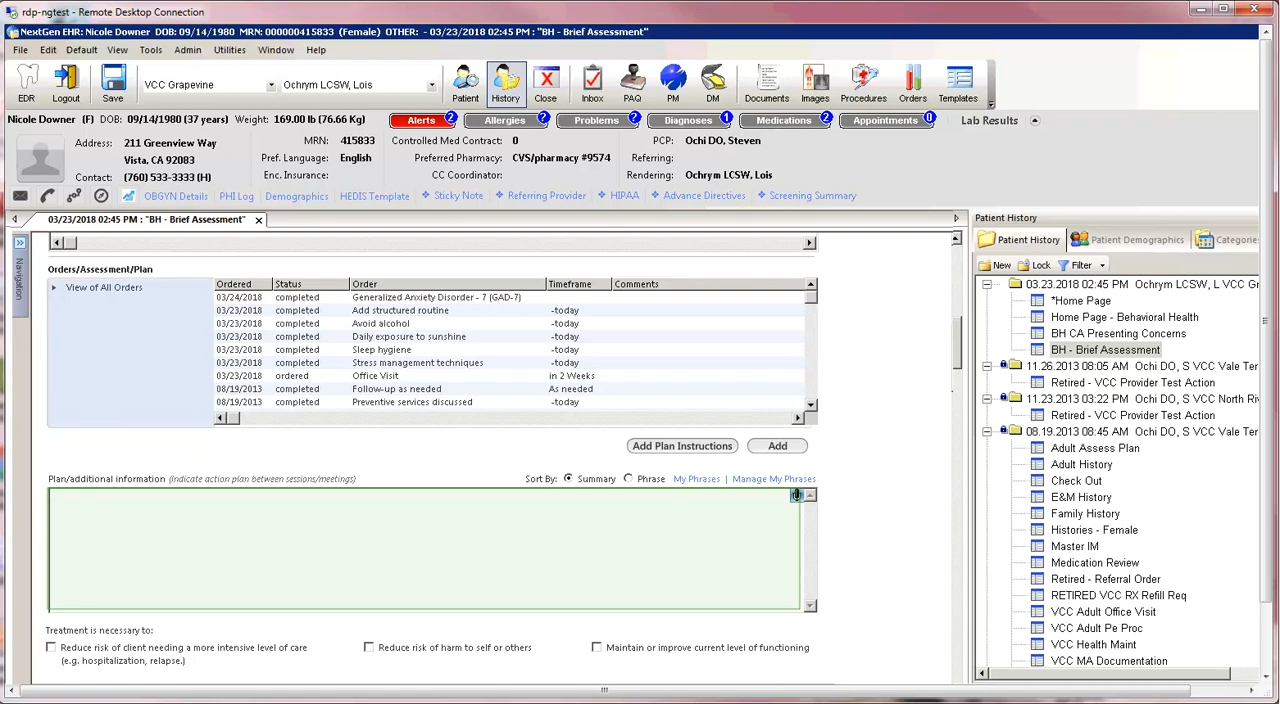 rdp-ngtest - Remote Desktop Connection
NextGen EHR: Nicole Downer DOB: 09/14/1980 MRN: 000000415833 (Female) OTHER: - 03/23/2018 02:45 PM : "BH - Brief Assessment"
File Edit Default View Tools Admin Utilities Window Help
VCC Grapevine Ochrym LCSW, Lois
EDR Logout Save Patient History Close Inbox PAQ PM DM Documents Images Procedures Orders Templates
Nicole Downer (F) DOB: 09/14/1980 (37 years) Weight: 169.00 lb (76.66 Kg) Alerts 2 Allergies ? Problems ? Diagnoses 1 Medications 2 Appointments 0 Lab Results
Address: 211 Greenview Way MRN: 415833 Controlled Med Contract: 0 PCP: Ochi DO, Steven
Vista, CA 92083 Pref. Language: English Preferred Pharmacy: CVS/pharmacy #9574 Referring:
Contact: (760) 533-3333 (H) Enc. Insurance: CC Coordinator: Rendering: Ochrym LCSW, Lois
OBGYN Details PHI Log Demographics HEDIS Template Sticky Note Referring Provider HIPAA Advance Directives Screening Summary
03/23/2018 02:45 PM : "BH - Brief Assessment"
Navigation
Orders/Assessment/Plan
View of All Orders
Ordered Status Order Timeframe Comments
03/24/2018 completed Generalized Anxiety Disorder - 7 (GAD-7)
03/23/2018 completed Add structured routine -today
03/23/2018 completed Avoid alcohol -today
03/23/2018 completed Daily exposure to sunshine -today
03/23/2018 completed Sleep hygiene -today
03/23/2018 completed Stress management techniques -today
03/23/2018 ordered Office Visit in 2 Weeks
08/19/2013 completed Follow-up as needed As needed
08/19/2013 completed Preventive services discussed -today
Add Plan Instructions Add
Plan/additional information (Indicate action plan between sessions/meetings) Sort By: Summary Phrase My Phrases | Manage My Phrases
Treatment is necessary to:
Reduce risk of client needing a more intensive level of care Reduce risk of harm to self or others Maintain or improve current level of functioning
(e.g. hospitalization, relapse.)
Patient History
Patient History Patient Demographics Categorie
New Lock Filter
03.23.2018 02:45 PM Ochrym LCSW, L VCC Gr
*Home Page
Home Page - Behavioral Health
BH CA Presenting Concerns
BH - Brief Assessment
11.26.2013 08:05 AM Ochi DO, S VCC Vale Ter
Retired - VCC Provider Test Action
11.23.2013 03:22 PM Ochi DO, S VCC North Ri
Retired - VCC Provider Test Action
08.19.2013 08:45 AM Ochi DO, S VCC Vale Ter
Adult Assess Plan
Adult History
Check Out
E&M History
Family History
Histories - Female
Master IM
Medication Review
Retired - Referral Order
RETIRED VCC RX Refill Req
VCC Adult Office Visit
VCC Adult Pe Proc
VCC Health Maint
VCC MA Documentation